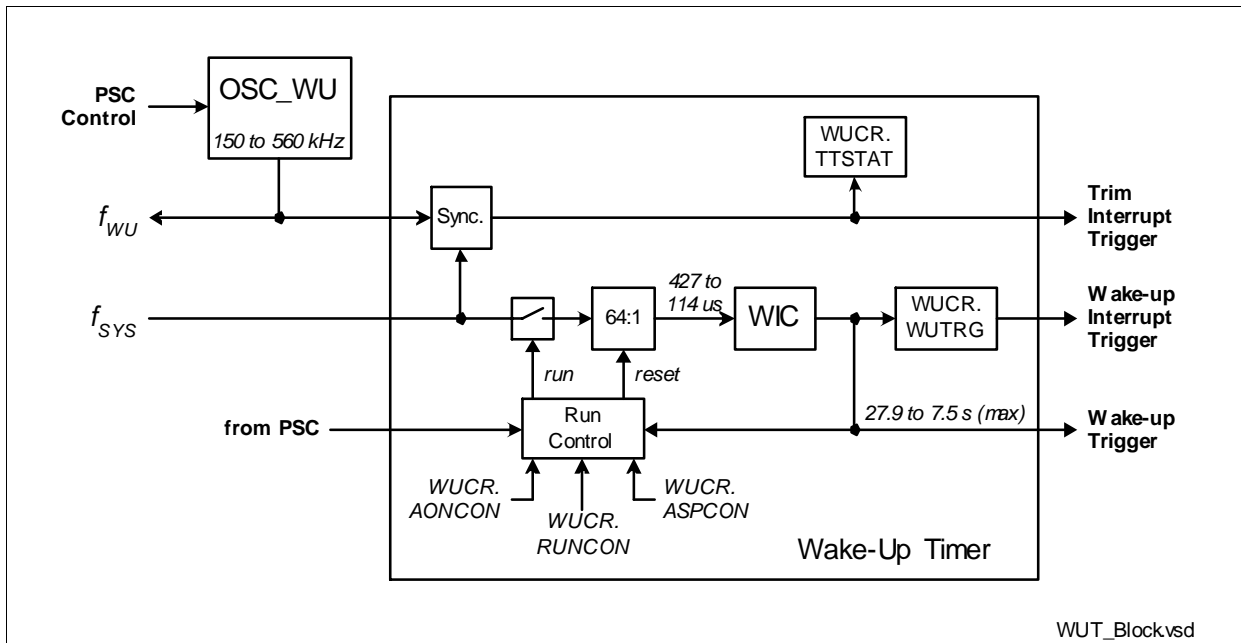 OSC_WU
150 to 560 kHz
PSC
Control
WUCR.
TTSTAT
f_WU
Sync.
Trim
Interrupt
Trigger
f_SYS
427 to
114 us
64:1
WIC
WUCR.
WUTRG
Wake-up
Interrupt
Trigger
run
reset
from PSC
Run
Control
27.9 to 7.5 s (max)
Wake-up
Trigger
WUCR.
AONCON
WUCR.
RUNCON
WUCR.
ASPCON
Wake-Up Timer
WUT_Block.vsd